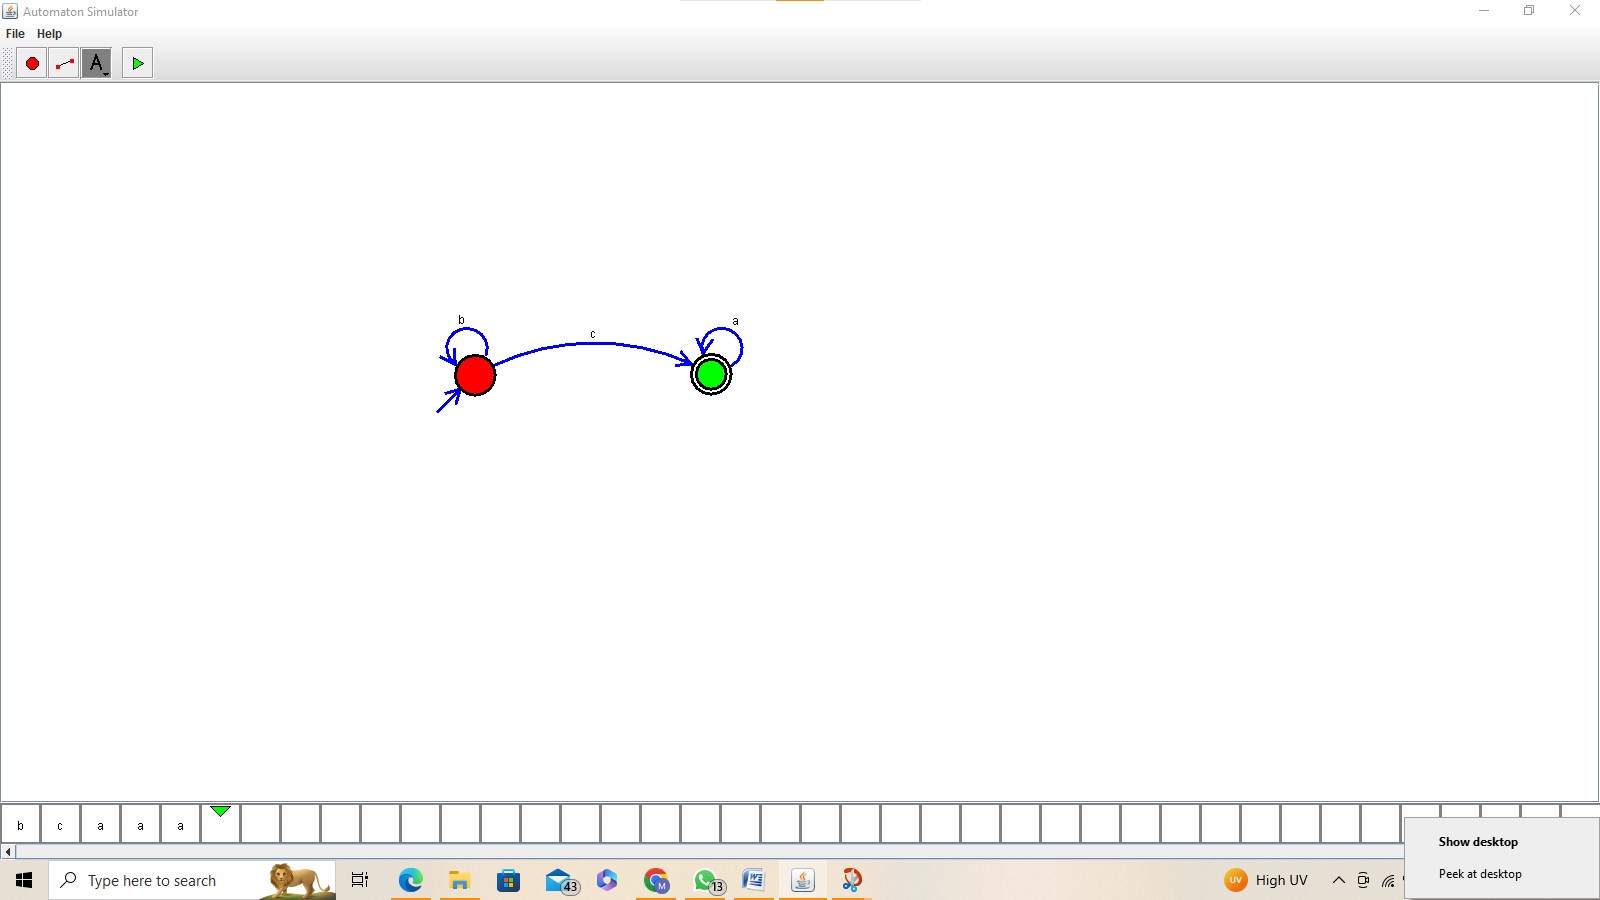 Automaton Simulator
File Help
A
b
c
a
b c a a a
Type here to search
43
M
13
UV High UV
Show desktop
Peek at desktop